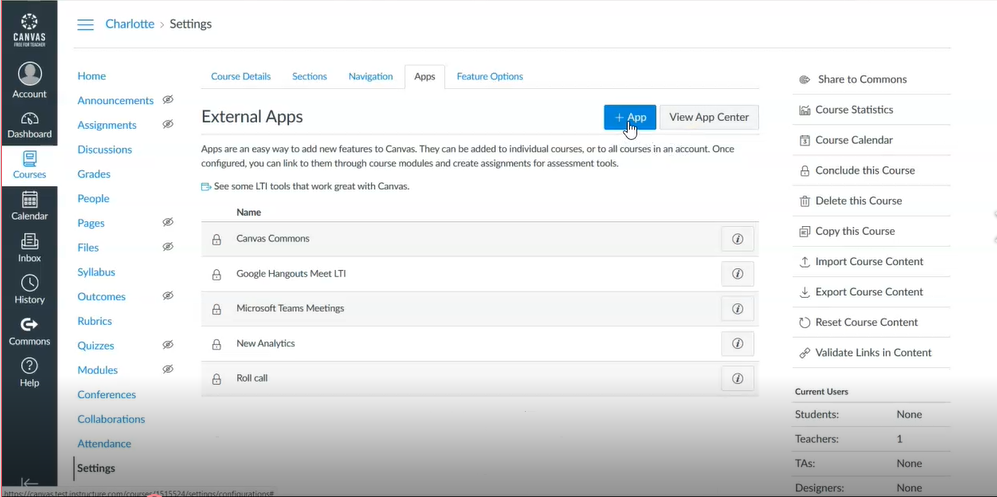 CANVAS
FREE FOR TEACHER
Account
Dashboard
Courses
Calendar
Inbox
History
Commons
Help
Charlotte > Settings
Home
Announcements
Assignments
Discussions
Grades
People
Pages
Files
Syllabus
Outcomes
Rubrics
Quizzes
Modules
Conferences
Collaborations
Attendance
Settings
Course Details Sections Navigation Apps Feature Options
External Apps
+ App View App Center
Apps are an easy way to add new features to Canvas. They can be added to individual courses, or to all courses in an account. Once
configured, you can link to them through course modules and create assignments for assessment tools.
See some LTI tools that work great with Canvas.
Name
Canvas Commons
Google Hangouts Meet LTI
Microsoft Teams Meetings
New Analytics
Roll call
Share to Commons
Course Statistics
Course Calendar
Conclude this Course
Delete this Course
Copy this Course
Import Course Content
Export Course Content
Reset Course Content
Validate Links in Content
Current Users
Students: None
Teachers: 1
TAs: None
Designers: None
https://canvas.test.instructure.com/courses/1515524/settings/configurations#